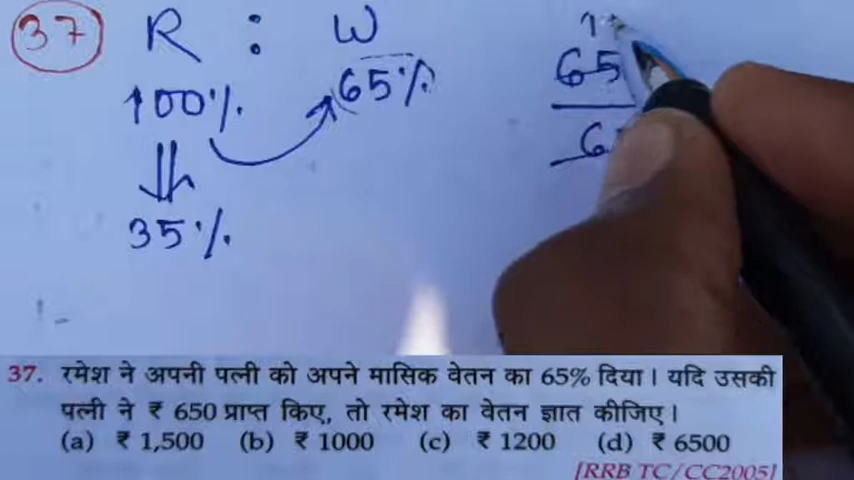 37 R : W
100% 65%
35%
65
6
37. रमेश ने अपनी पत्नी को अपने मासिक वेतन का 65% दिया। यदि उसकी
पत्नी ने ₹ 650 प्राप्त किए, तो रमेश का वेतन ज्ञात कीजिए।
(a) ₹ 1,500 (b) ₹ 1000 (c) ₹ 1200 (d) ₹ 6500
[RRB TC/CC2005]